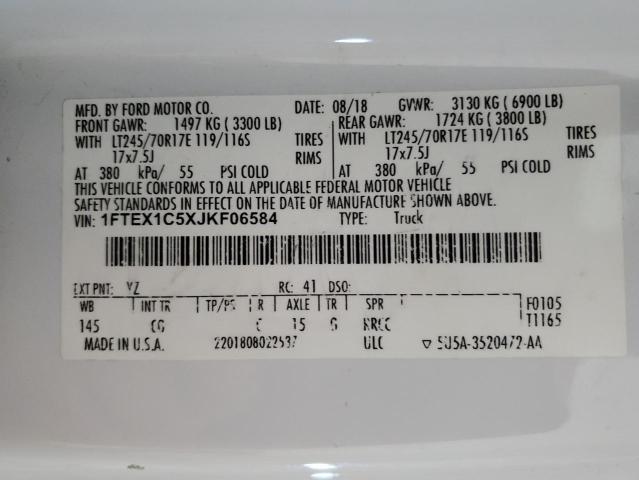 MFD. BY FORD MOTOR CO. DATE: 08/18 GVWR: 3130 KG (6900 LB)
FRONT GAWR: 1497 KG (3300 LB) REAR GAWR: 1724 KG (3800 LB)
WITH LT245/70R17E 119/116S TIRES WITH LT245/70R17E 119/116S TIRES
17x7.5J RIMS 17x7.5J RIMS
AT 380 kPa/ 55 PSI COLD AT 380 kPa/ 55 PSI COLD
THIS VEHICLE CONFORMS TO ALL APPLICABLE FEDERAL MOTOR VEHICLE
SAFETY STANDARDS IN EFFECT ON THE DATE OF MANUFACTURE SHOWN ABOVE.
VIN: 1FTEX1C5XJKF06584 TYPE: Truck
EXT PNT: YZ RC: 41 DSO:
WB INT TR TP/PS R AXLE TR SPR F0105
145 CG 15 G T1165
MADE IN U.S.A. ULC ▽ 5U5A-3520472-AA